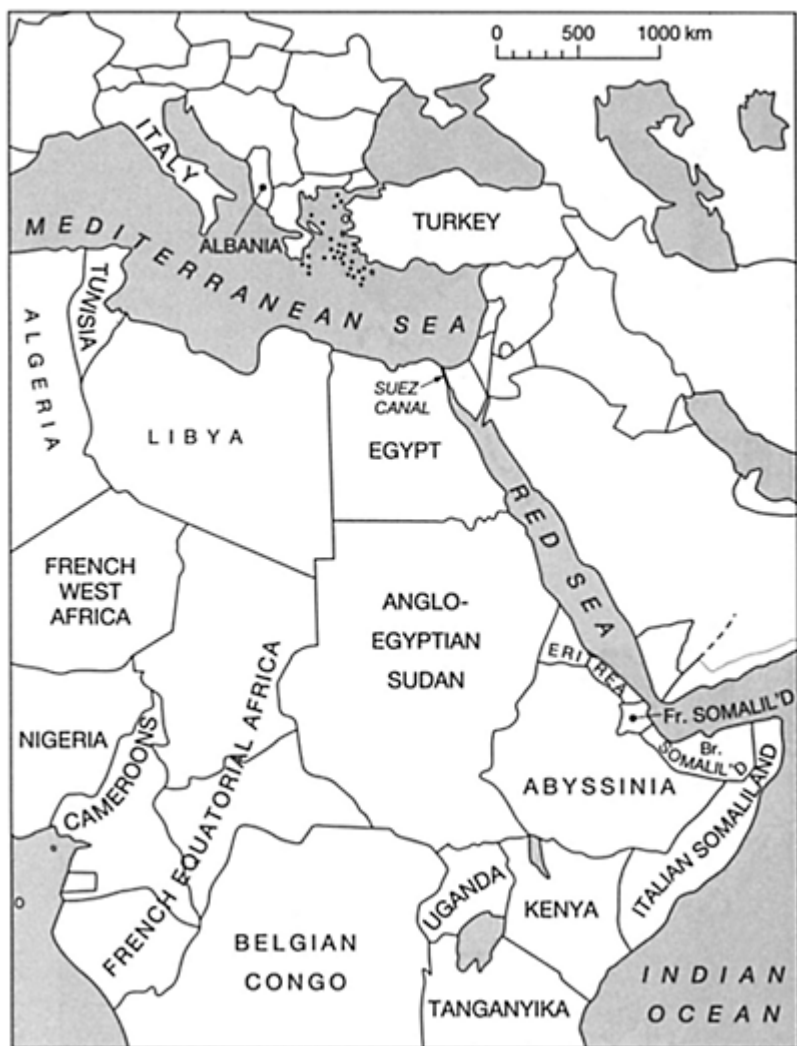 0 500 1000 km
ITALY
ALBANIA
TURKEY
MEDITERRANEAN SEA
TUNISIA
ALGERIA
LIBYA
SUEZ
CANAL
EGYPT
RED SEA
FRENCH
WEST
AFRICA
ANGLO-
EGYPTIAN
SUDAN
ERITREA
Fr. SOMALIL"D
Br.
SOMALIL"D
NIGERIA
CAMEROONS
FRENCH EQUATORIAL AFRICA
ABYSSINIA
ITALIAN SOMALILAND
UGANDA
KENYA
BELGIAN
CONGO
TANGANYIKA
INDIAN
OCEAN